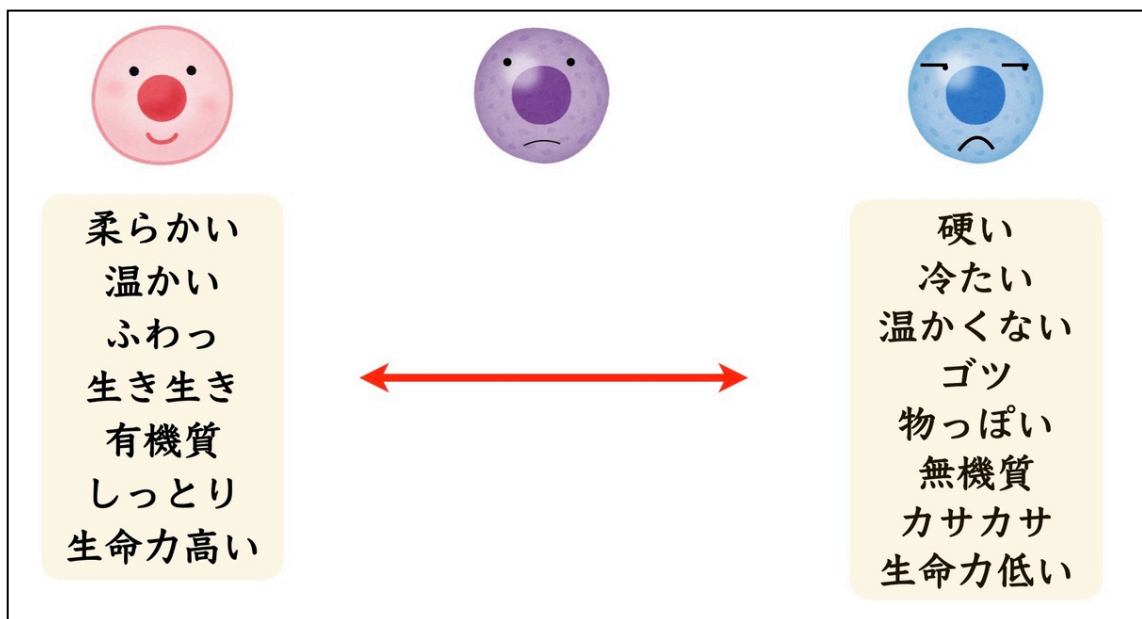 柔らかい
温かい
ふわっ
生き生き
有機質
しっとり
生命力高い
硬い
冷たい
温かくない
ゴツ
物っぽい
無機質
カサカサ
生命力低い